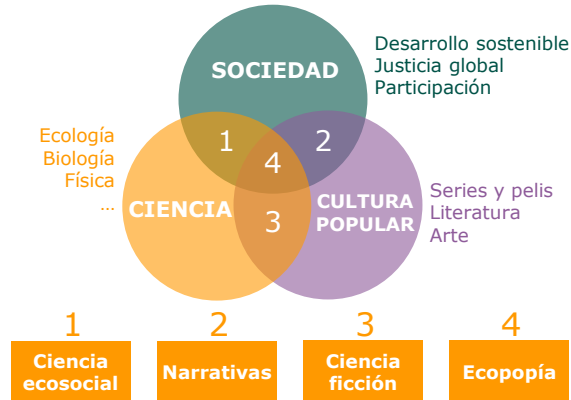 SOCIEDAD
Desarrollo sostenible
Justicia global
Participación
1
2
4
Ecología
Biología
Física
...
CIENCIA
3
CULTURA
POPULAR
Series y pelis
Literatura
Arte
1
2
3
4
Ciencia
ecosocial
Narrativas
Ciencia
ficción
Ecopopía